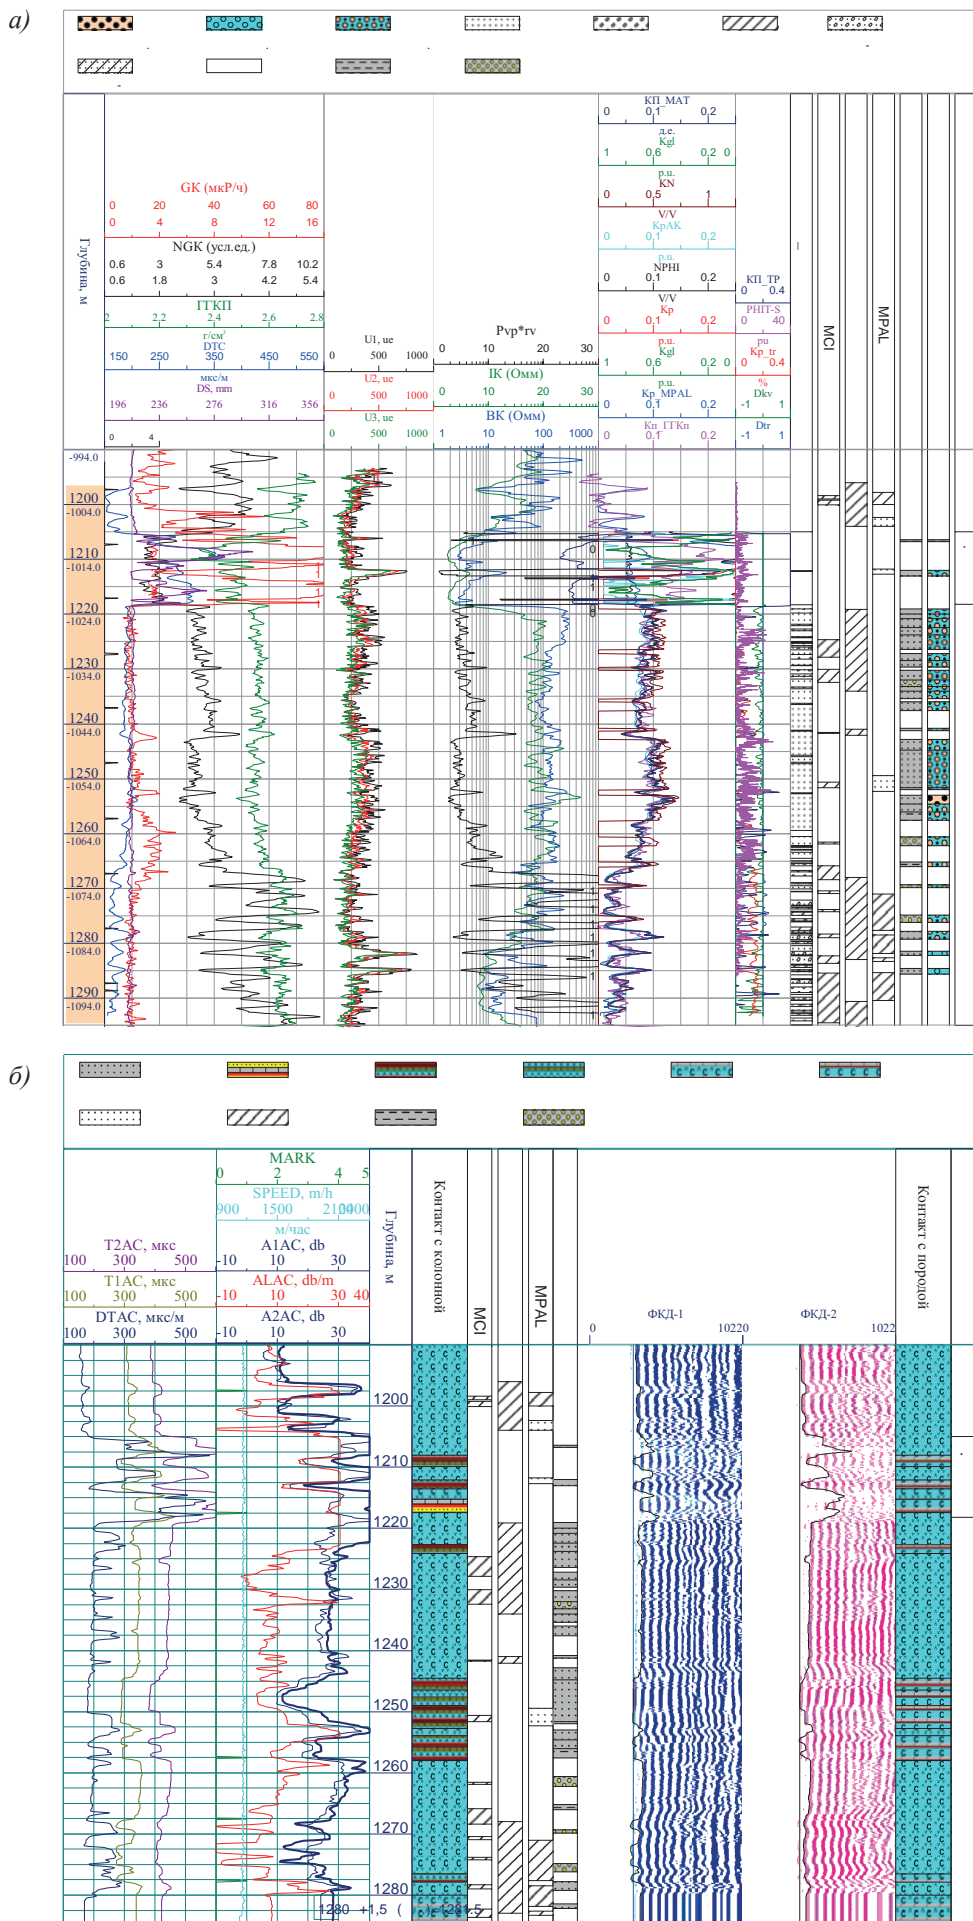 а)
КП_МАТ
0 0.1 0.2
д.е.
Kgl
1 0.6 0.2 0
р.u.
KN
0 0.5 1
V/V
KpAK
0 0.1 0.2
p.u.
NPHI
0 0.1 0.2
V/V
Kp
0 0.1 0.2
p.u.
Kgl
1 0.6 0.2 0
p.u.
Kp_MPAL
0 0.1 0.2
Кп_ГГКп
0 0.1 0.2
КП_ТР
0 0.4
PHIT-S
0 40
pu
Kp_tr
0 0.4
%
Dkv
-1 1
Dtr
-1 1
MCI
MPAL
Глубина, м
GK (мкР/ч)
0 20 40 60 80
0 4 8 12 16
NGK (усл.ед.)
0.6 3 5.4 7.8 10.2
0.6 1.8 3 4.2 5.4
ГГКП
2 2.2 2.4 2.6 2.8
г/см³
DTC
150 250 350 450 550
мкс/м
DS, mm
196 236 276 316 356
0 4
U1, ue
0 500 1000
U2, ue
0 500 1000
U3, ue
0 500 1000
Pvp*rv
0 10 20 30
IK (Омм)
0 10 20 30
BK (Омм)
1 10 100 1000
-994.0
1200
-1004.0
1210
-1014.0
1220
-1024.0
1230
-1034.0
1240
-1044.0
1250
-1054.0
1260
-1064.0
1270
-1074.0
1280
-1084.0
1290
-1094.0
б)
MARK
0 2 4 5
SPEED, m/h
900 1500 2100
м/час
T2AC, мкс
100 300 500
A1AC, db
-10 10 30
T1AC, мкс
100 300 500
ALAC, db/m
-10 10 30 40
DTAC, мкс/м
100 300 500
A2AC, db
-10 10 30
Глубина, м
Контакт с колонной
MCI
MPAL
ФКД-1
0 10220
ФКД-2
1022
Контакт с породой
1200
1210
1220
1230
1240
1250
1260
1270
1280